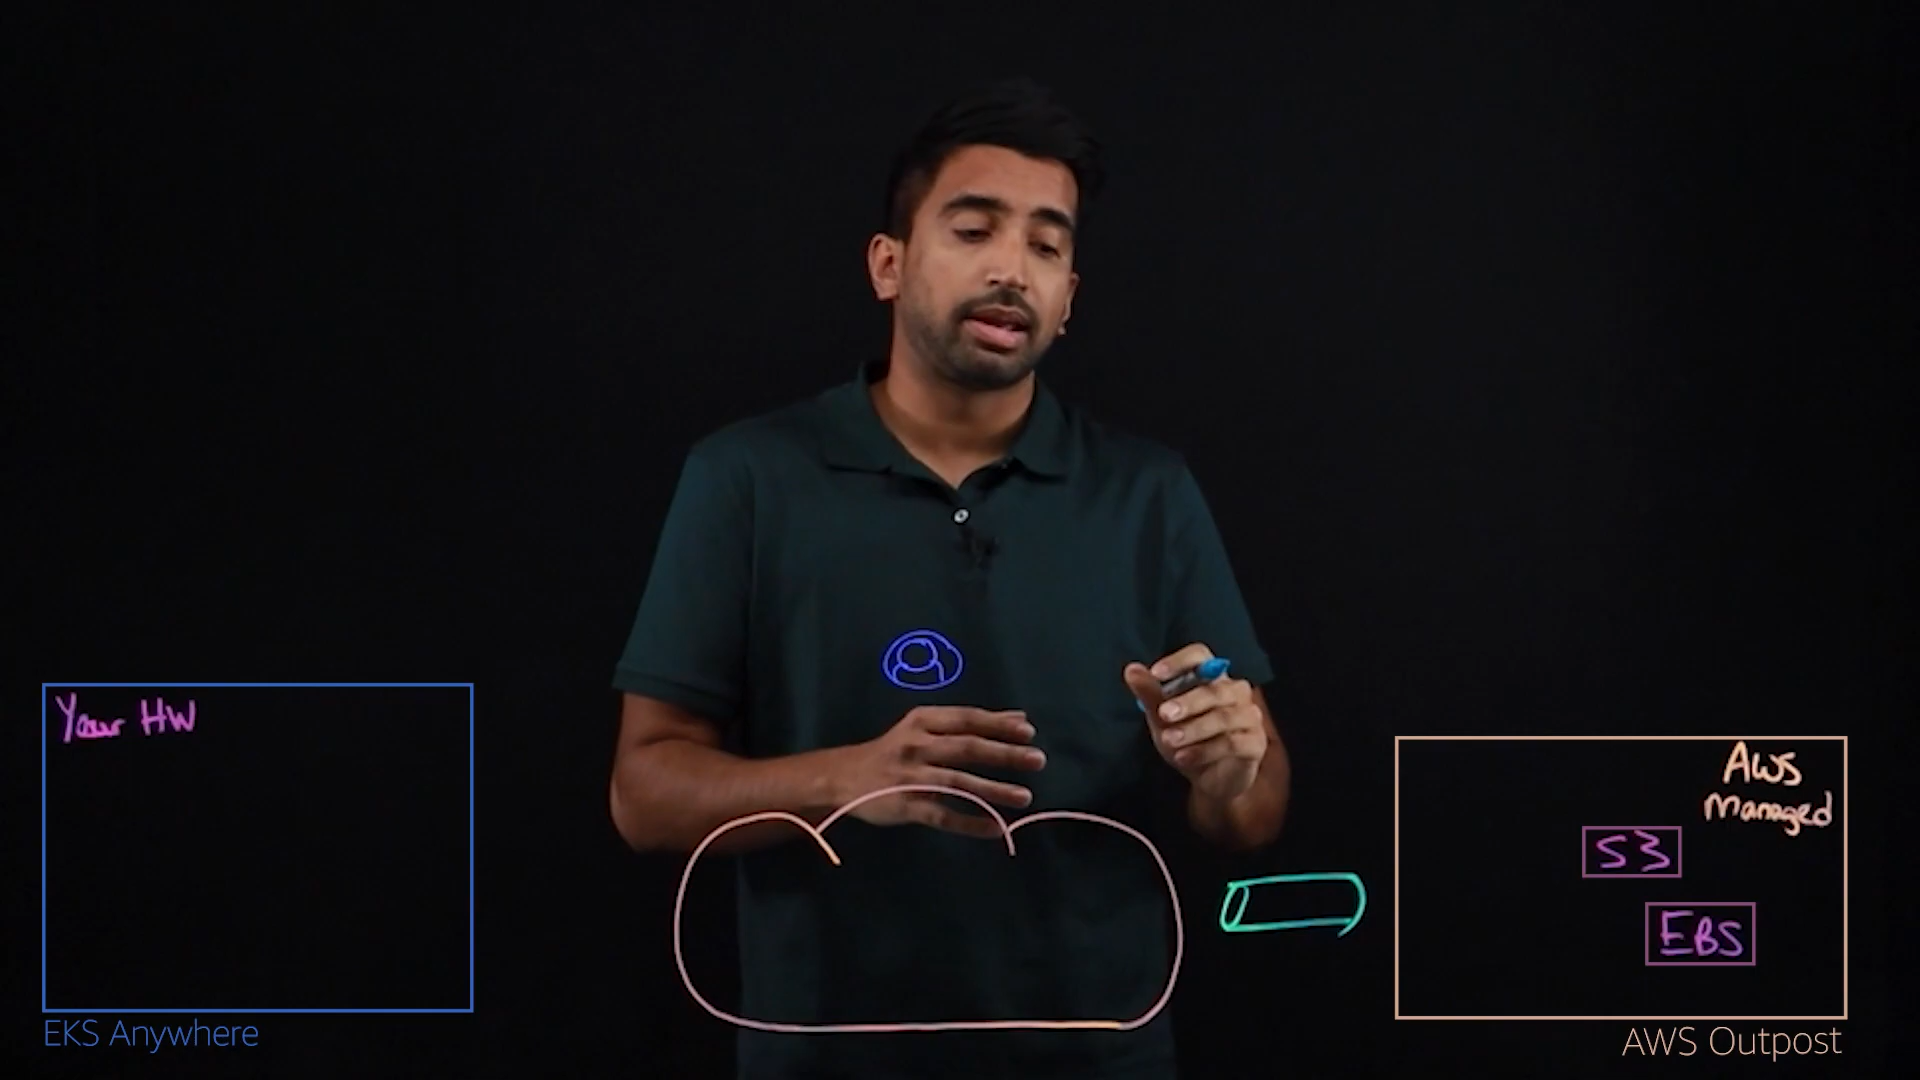 Your HW
EKS Anywhere
AWS
Managed
S3
EBS
AWS Outpost